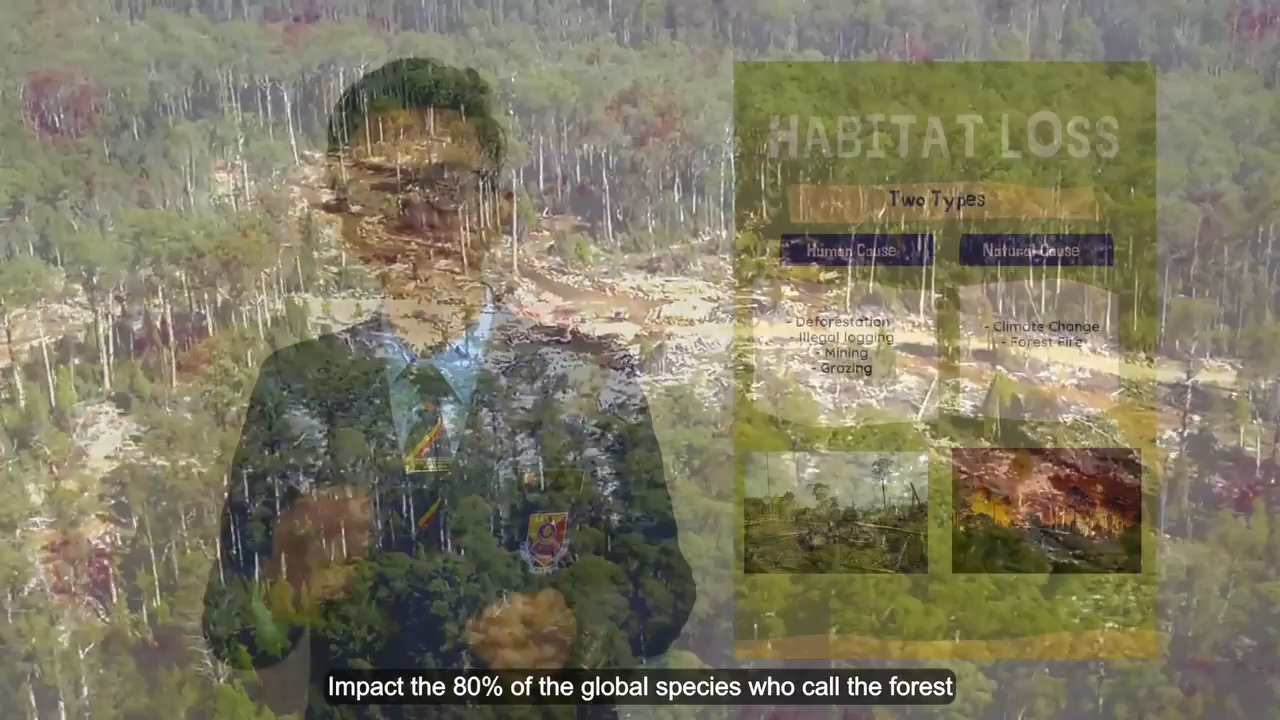 HABITAT LOSS
Two Types
Human Cause
Natural Cause
- Deforestation
- Illegal logging
- Mining
- Grazing
- Climate Change
- Forest Fire
Impact the 80% of the global species who call the forest